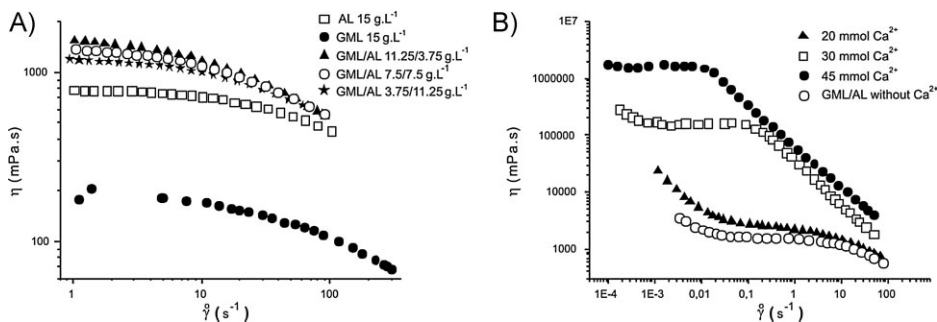 A)
η (mPa.s)
1000
100
1
10
100
γ̊ (s⁻¹)
□ AL 15 g.L⁻¹
● GML 15 g.L⁻¹
▲ GML/AL 11.25/3.75 g.L⁻¹
○ GML/AL 7.5/7.5 g.L⁻¹
★ GML/AL 3.75/11.25 g.L⁻¹
B)
η (mPa.s)
1E7
1000000
100000
10000
1000
1E-4
1E-3
0,01
0,1
1
10
100
γ̊ (s⁻¹)
▲ 20 mmol Ca²⁺
□ 30 mmol Ca²⁺
● 45 mmol Ca²⁺
○ GML/AL without Ca²⁺